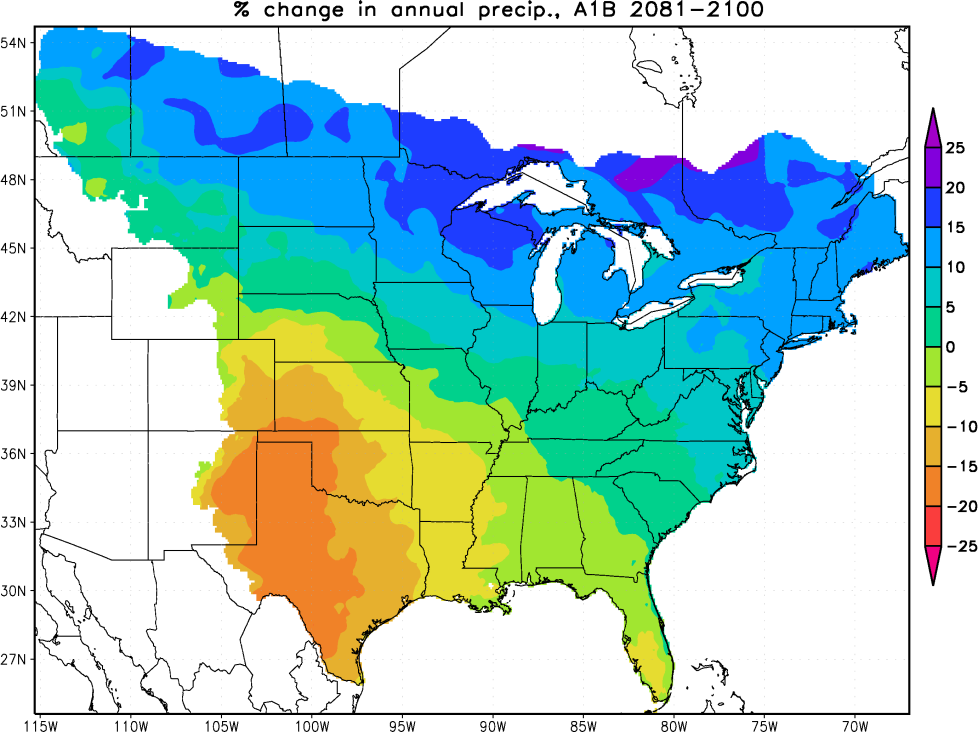 % change in annual precip., A1B 2081−2100
54N
51N
48N
45N
42N
39N
36N
33N
30N
27N
115W 110W 105W 100W 95W 90W 85W 80W 75W 70W
25
20
15
10
5
0
−5
−10
−15
−20
−25